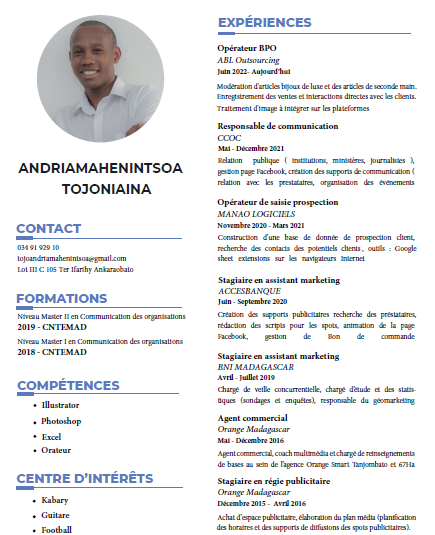 ANDRIAMAHENINTSOA
TOJONIAINA
CONTACT
034 91 929 10
tojoandriamahenintsoa@gmail.com
Lot III C 105 Ter Ifarihy Ankaraobato
FORMATIONS
Niveau Master II en Communication des organisations
2019 - CNTEMAD
Niveau Master I en Communication des organisations
2018 - CNTEMAD
COMPÉTENCES
Illustrator
Photoshop
Excel
Orateur
CENTRE D'INTÉRÊTS
Kabary
Guitare
Football
EXPÉRIENCES
Opérateur BPO
ABL Outsourcing
Juin 2022- Aujourd'hui
Modération d'articles bijoux de luxe et des articles de seconde main.
Enregistrement des ventes et interactions directes avec les clients.
Traitement d'image à intégrer sur les plateformes
Responsable de communication
CCOC
Mai - Décembre 2021
Relation publique ( institutions, ministères, journalistes ),
gestion page Facebook, création des supports de communication (
relation avec les prestataires, organisation des événements
Opérateur de saisie prospection
MANAO LOGICIELS
Novembre 2020 - Mars 2021
Construction d'une base de donnée de prospection client,
recherche des contacts des potentiels clients , outils : Google
sheet extensions sur les navigateurs Internet
Stagiaire en assistant marketing
ACCESBANQUE
Juin - Septembre 2020
Création des supports publicitaires recherche des préstataires,
rédaction des scripts pour les spots, animation de la page
Facebook, gestion de Bon de commande
Stagiaire en assistant marketing
BNI MADAGASCAR
Avril - Juillet 2019
Chargé de veille concurrentielle, chargé d'étude et des statis-
tiques (sondages et enquêtes), responsable du géomarketing
Agent commercial
Orange Madagascar
Mai - Décembre 2016
Agent commercial, coach multimédia et chargé de reinseignements
de bases au sein de l'agence Orange Smart Tanjombato et 67Ha
Stagiaire en régie publicitaire
Orange Madagascar
Décembre 2015 - Avril 2016
Achat d'espace publicitaire, élaboration du plan média (planification
des horaires et des supports de diffusions des spots publicitaires).